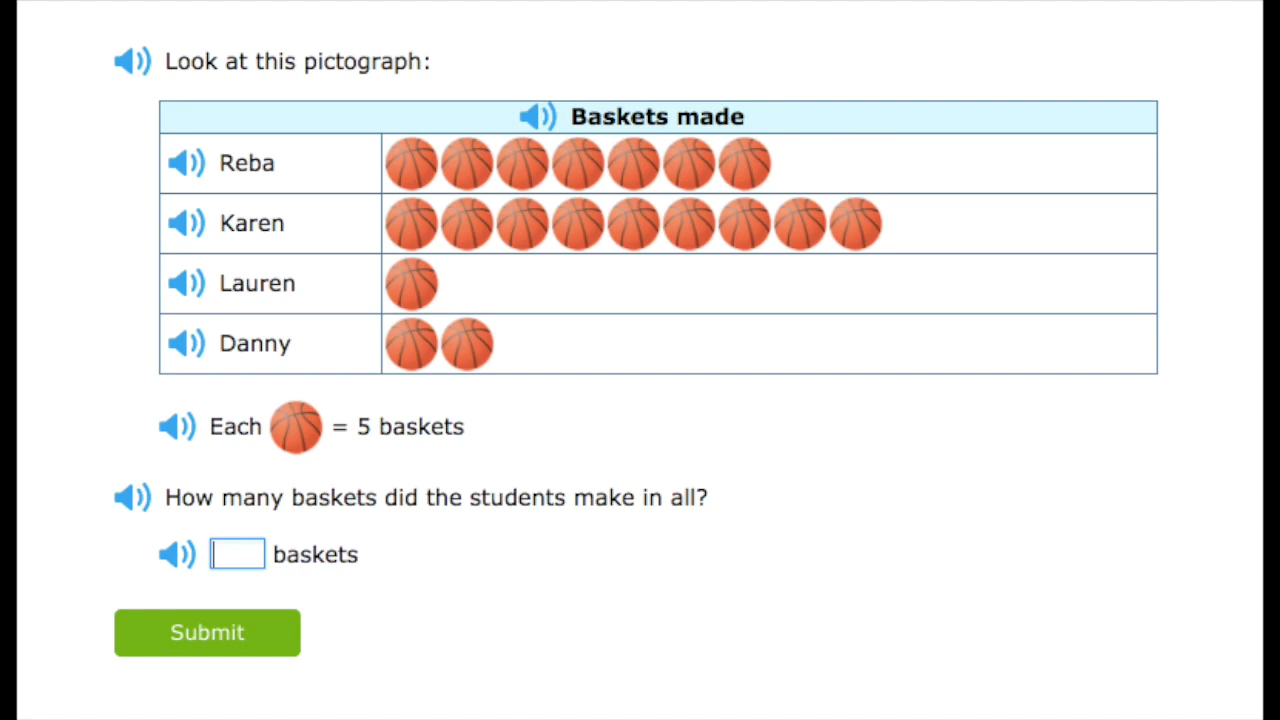 Look at this pictograph:
Baskets made
Reba
Karen
Lauren
Danny
Each = 5 baskets
How many baskets did the students make in all?
baskets
Submit